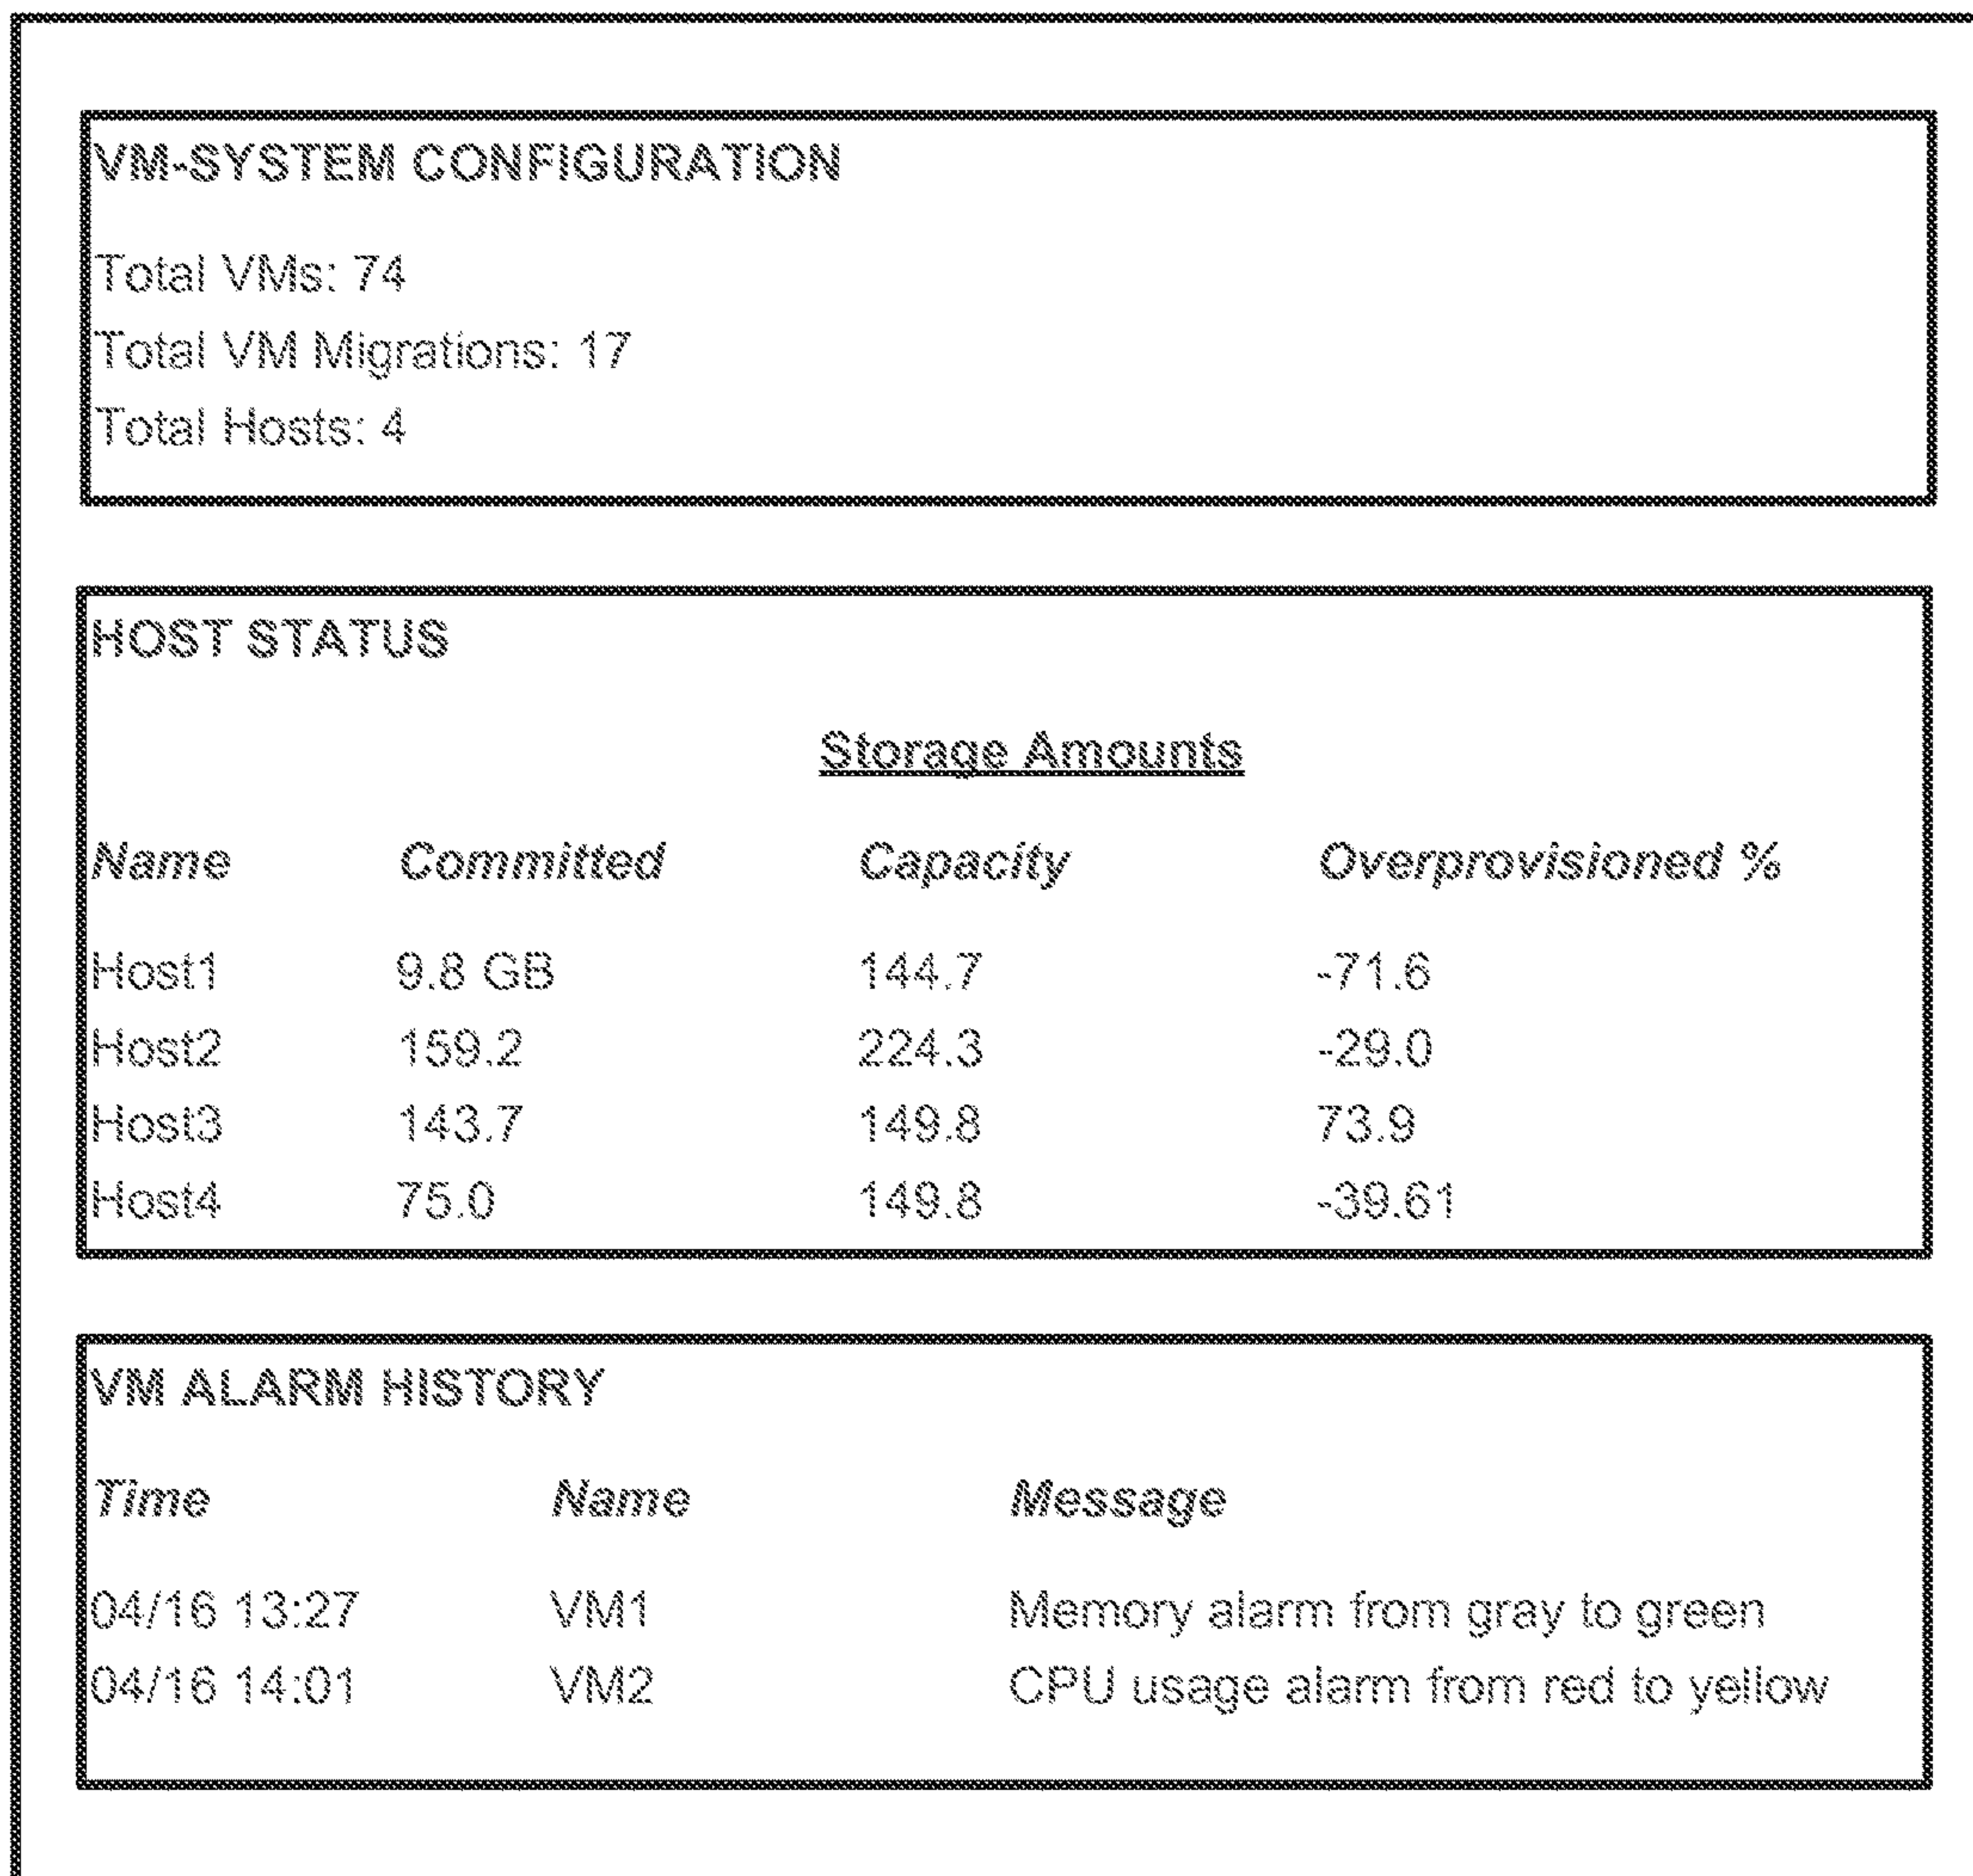 VM-SYSTEM CONFIGURATION
Total VMs: 74
Total VM Migrations: 17
Total Hosts: 4
HOST STATUS
Storage Amounts
Name Committed Capacity Overprovisioned %
Host1 9.8 GB 144.7 -71.6
Host2 159.2 224.3 -29.0
Host3 143.7 149.8 73.9
Host4 75.0 149.8 -39.61
VM ALARM HISTORY
Time Name Message
04/16 13:27 VM1 Memory alarm from gray to green
04/16 14:01 VM2 CPU usage alarm from red to yellow